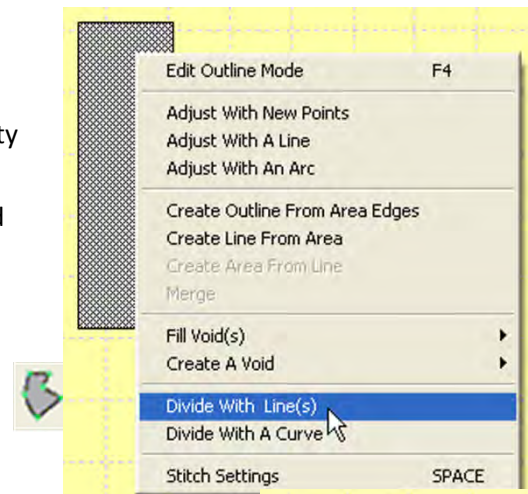 Edit Outline Mode F4
Adjust With New Points
ty
Adjust With A Line
Adjust With An Arc
d
Create Outline From Area Edges
Create Line From Area
Create Area From Line
Merge
Fill Void(s)
Create A Void
Divide With Line(s)
Divide With A Curve
Stitch Settings SPACE